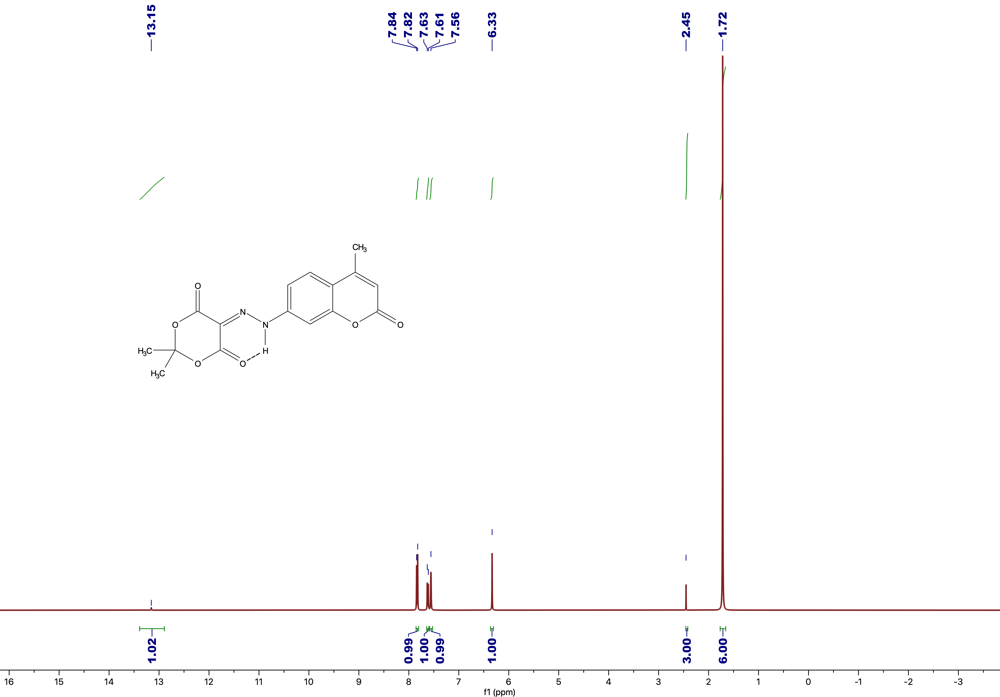 13.15
7.84
7.82
7.63
7.61
7.56
6.33
2.45
1.72
CH3
O
N
O
N
O
O
H3C
H
O
O
H3C
1.02
0.99
1.00
0.99
1.00
3.00
6.00
16 15 14 13 12 11 10 9 8 7 6 5 4 3 2 1 0 -1 -2 -3
f1 (ppm)